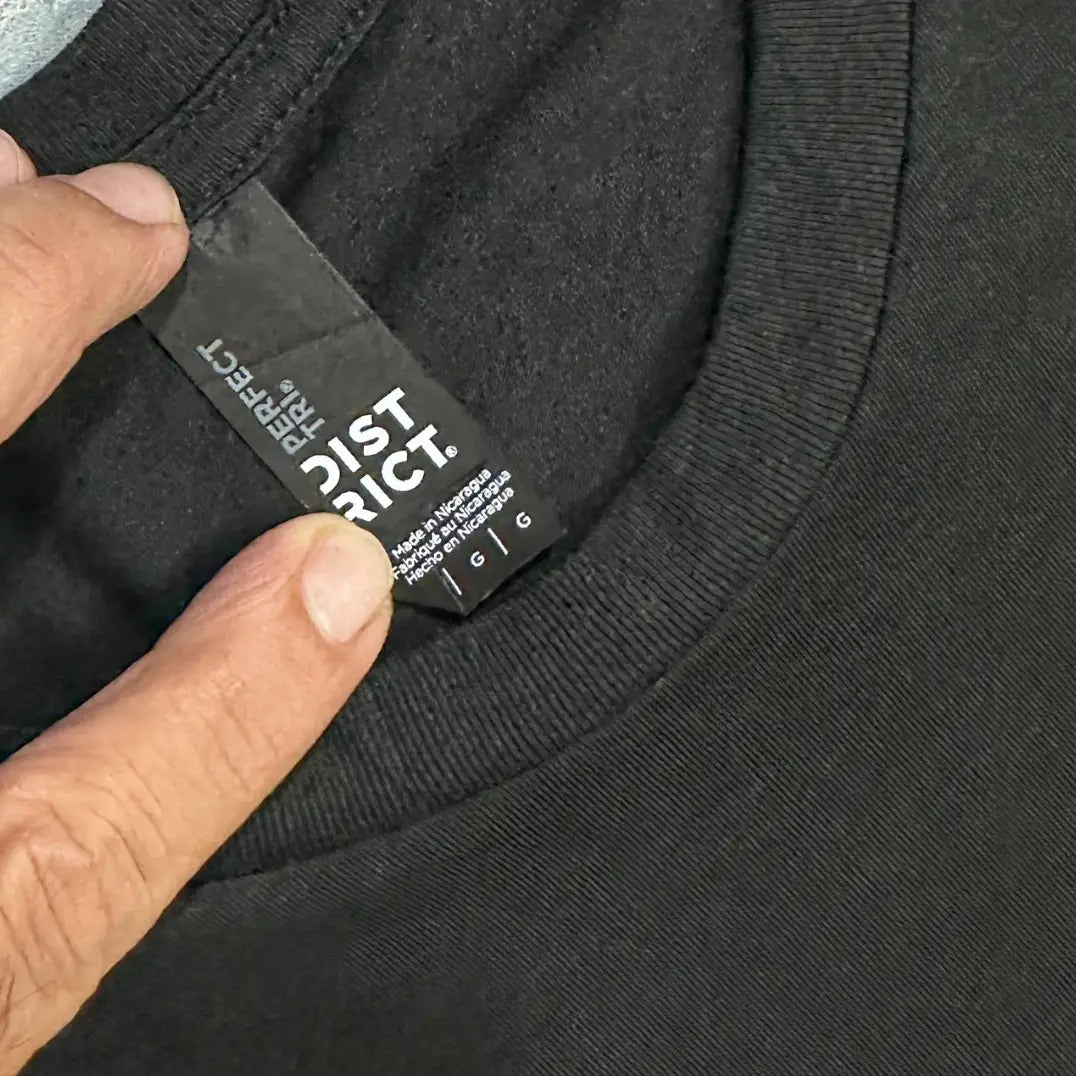 PERFECT
TRI®
DIST
RICT®
Made in Nicaragua
Fabriqué au Nicaragua
Hecho en Nicaragua
| G | G